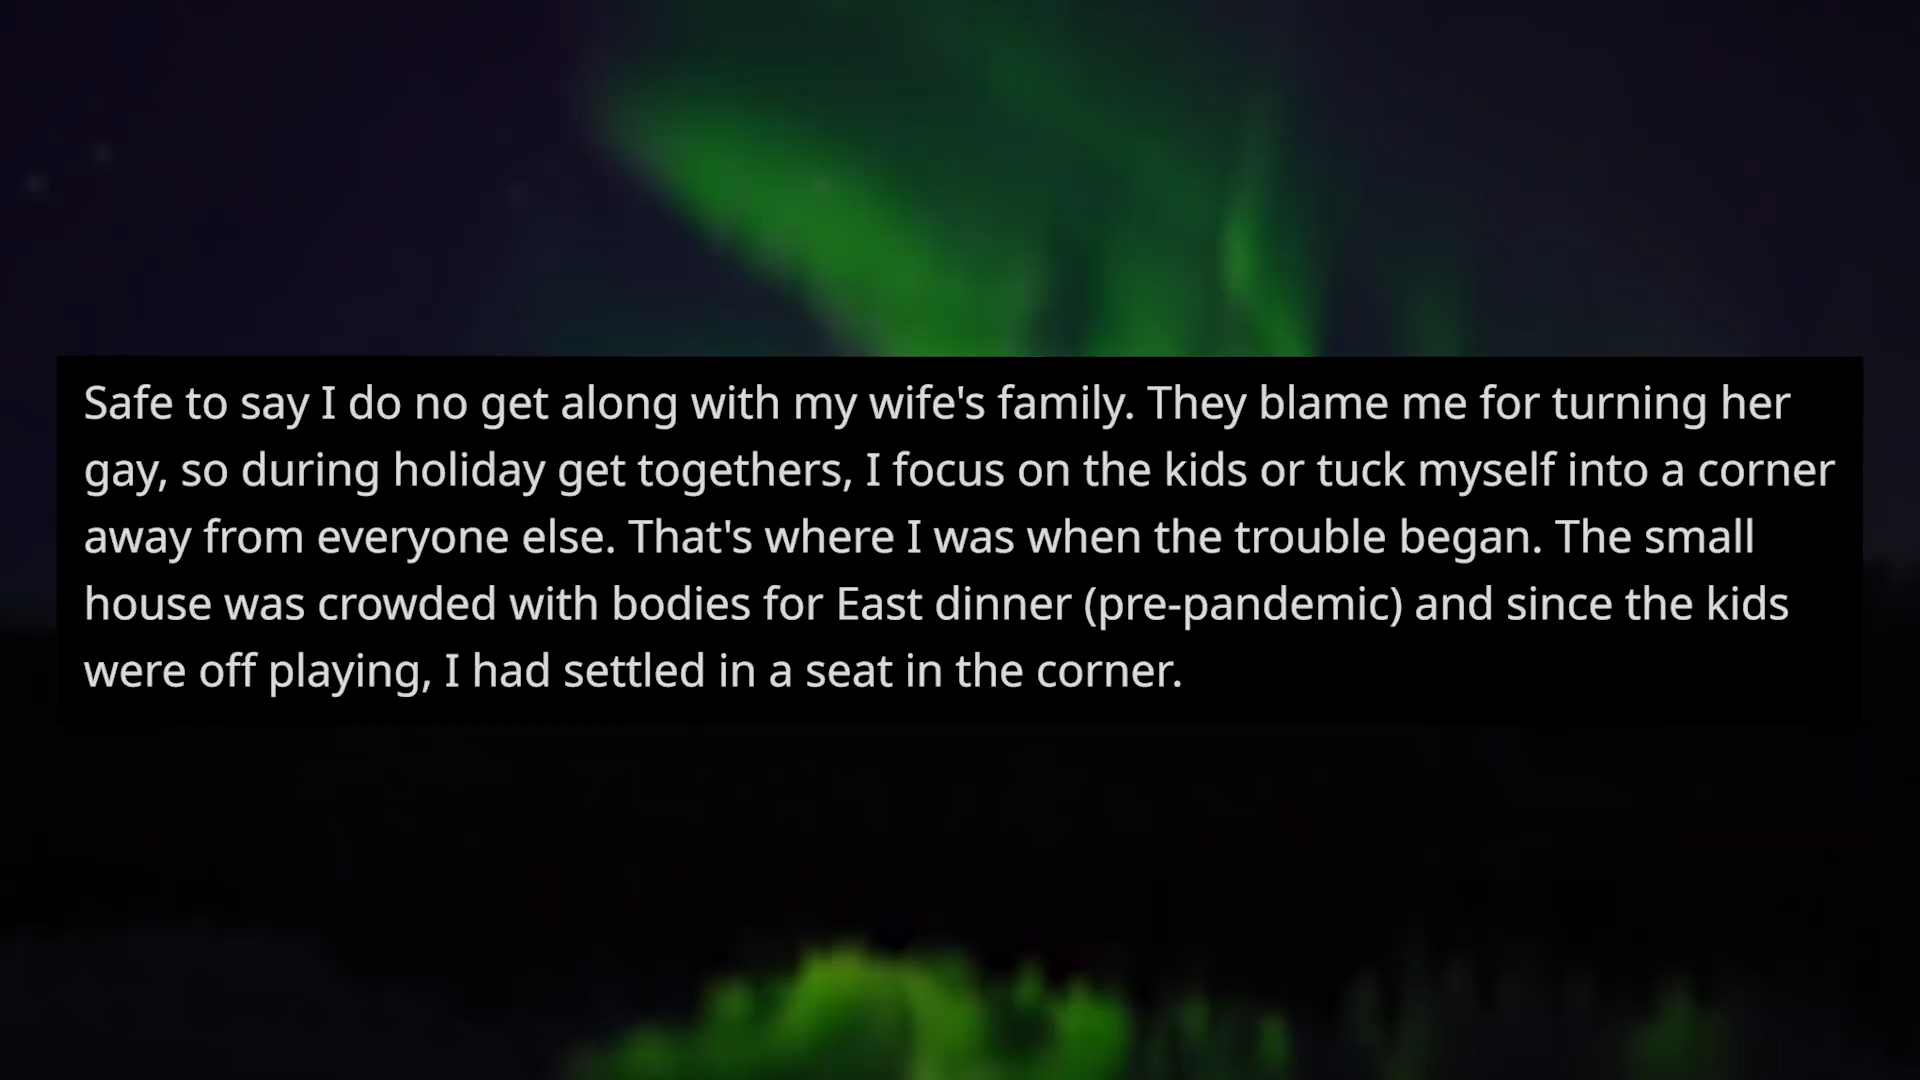 Safe to say I do no get along with my wife's family. They blame me for turning her
gay, so during holiday get togethers, I focus on the kids or tuck myself into a corner
away from everyone else. That's where I was when the trouble began. The small
house was crowded with bodies for East dinner (pre-pandemic) and since the kids
were off playing, I had settled in a seat in the corner.